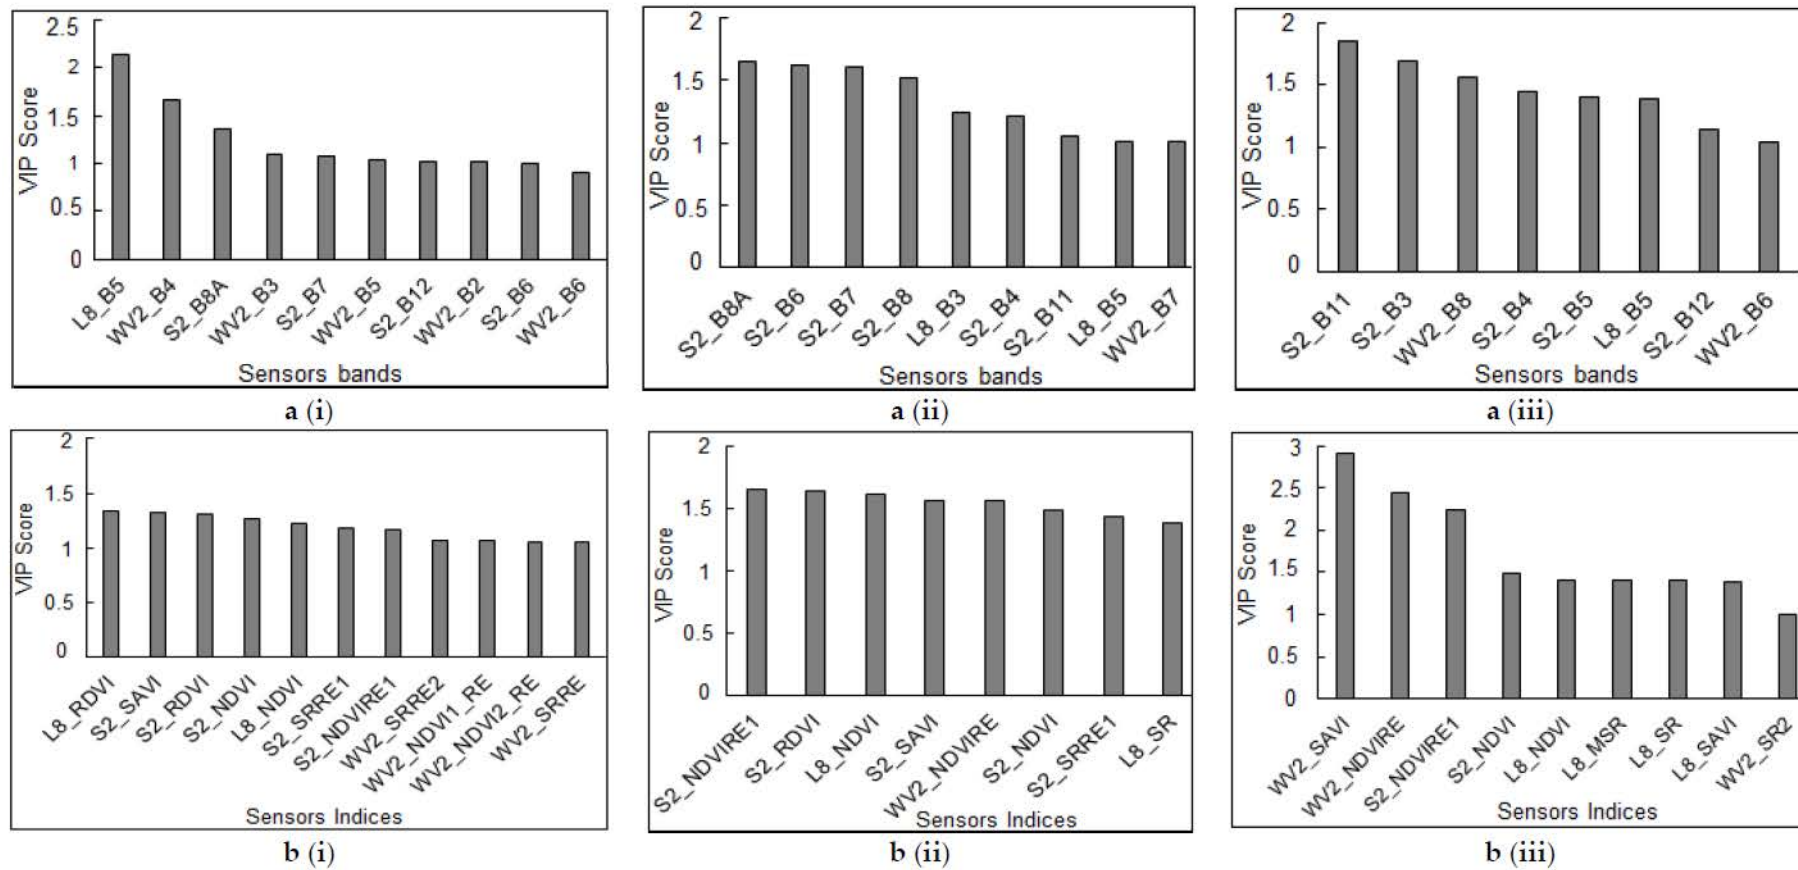 2.5
2
1.5
1
0.5
0
VIP Score
L8_B5
WV2_B4
S2_B8A
WV2_B3
S2_B7
WV2_B5
S2_B12
WV2_B2
S2_B6
WV2_B6
Sensors bands
a (i)
2
1.5
1
0.5
0
VIP Score
S2_B8A
S2_B6
S2_B7
S2_B8
L8_B3
S2_B4
S2_B11
L8_B5
WV2_B7
Sensors bands
a (ii)
2
1.5
1
0.5
0
VIP Score
S2_B11
S2_B3
WV2_B8
S2_B4
S2_B5
L8_B5
S2_B12
WV2_B6
Sensors bands
a (iii)
2
1.5
1
0.5
0
VIP Score
L8_RDVI
S2_SAVI
S2_RDVI
S2_NDVI
L8_NDVI
S2_SRRE1
S2_NDVIRE1
WV2_SRRE2
WV2_NDVI1_RE
WV2_NDVI2_RE
WV2_SRRE
Sensors Indices
b (i)
2
1.5
1
0.5
0
VIP Score
S2_NDVIRE1
S2_RDVI
L8_NDVI
S2_SAVI
WV2_NDVIRE
S2_NDVI
S2_SRRE1
L8_SR
Sensors Indices
b (ii)
3
2.5
2
1.5
1
0.5
0
VIP Score
WV2_SAVI
WV2_NDVIRE
S2_NDVIRE1
S2_NDVI
L8_NDVI
L8_MSR
L8_SR
L8_SAVI
WV2_SR2
Sensors Indices
b (iii)